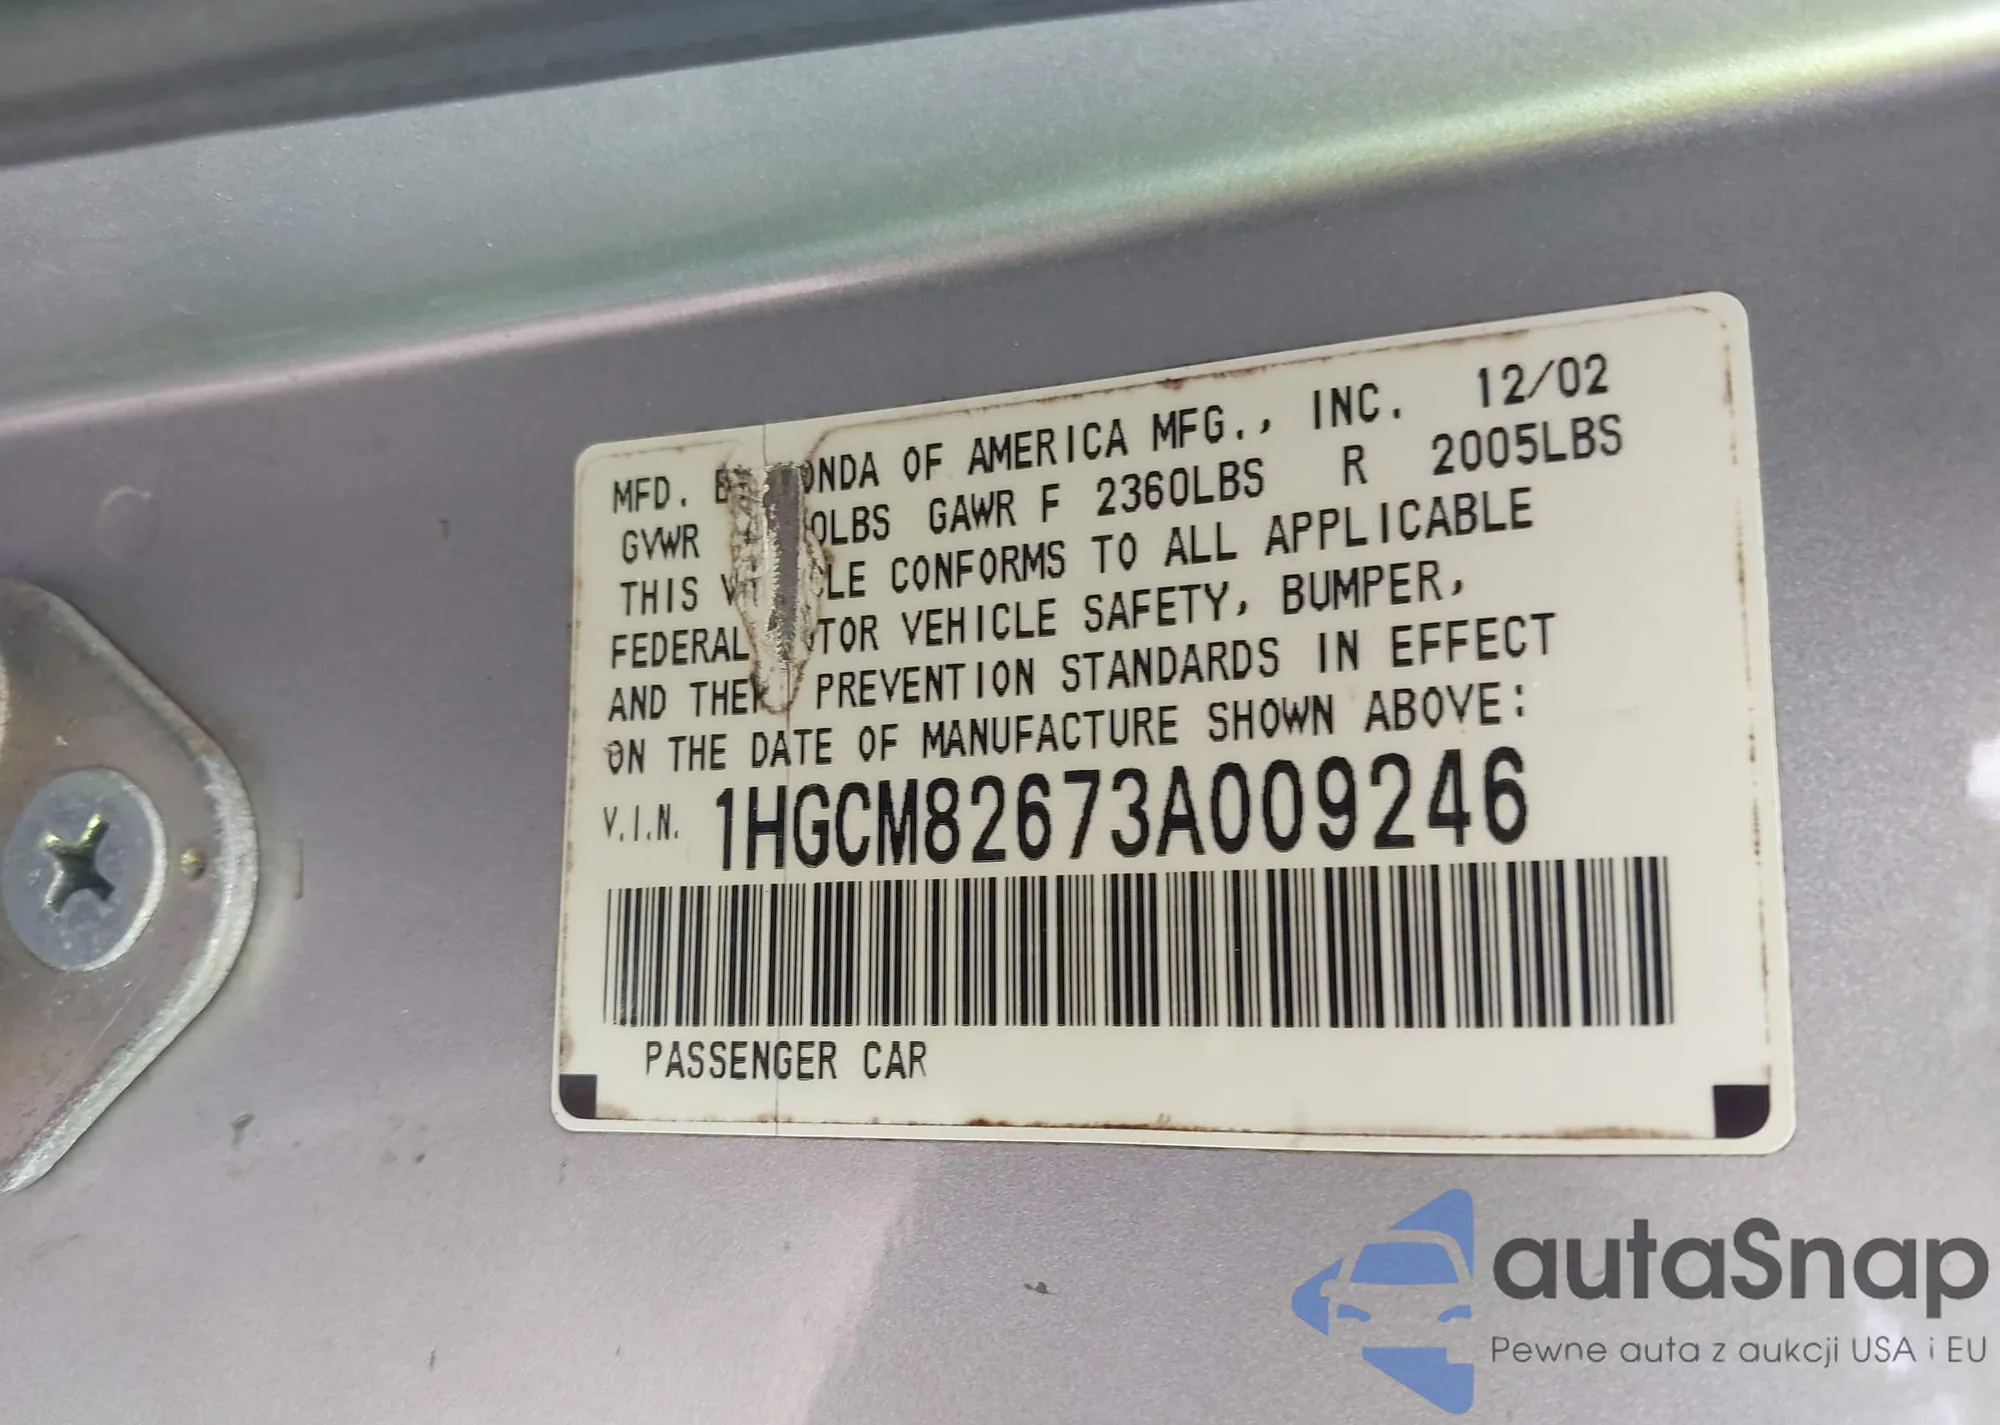 MFD. BY HONDA OF AMERICA MFG., INC. 12/02
GVWR 0LBS GAWR F 2360LBS R 2005LBS
THIS VEHICLE CONFORMS TO ALL APPLICABLE
FEDERAL MOTOR VEHICLE SAFETY, BUMPER,
AND THEFT PREVENTION STANDARDS IN EFFECT
ON THE DATE OF MANUFACTURE SHOWN ABOVE:
V.I.N. 1HGCM82673A009246
PASSENGER CAR
autaSnap
Pewne auta z aukcji USA i EU